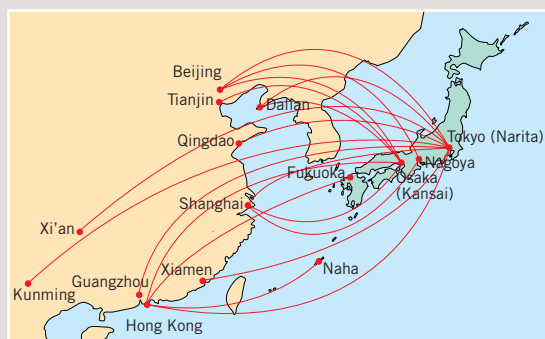 Beijing
Tianjin
Dalian
Qingdao
Tokyo (Narita)
Nagoya
Fukuoka
Osaka
(Kansai)
Shanghai
Xi'an
Xiamen
Naha
Guangzhou
Kunming
Hong Kong